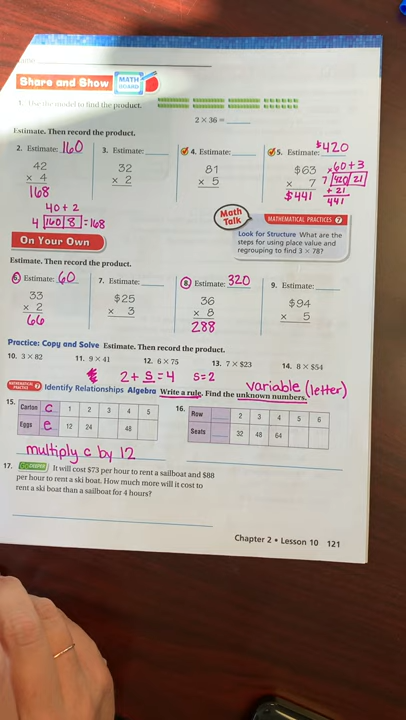 Name
Share and Show MATH BOARD
1. Use the model to find the product.
2 × 36 =
Estimate. Then record the product.
2. Estimate: 160 3. Estimate: 4. Estimate: 5. Estimate: $420
42 32 81 $63 60+3
× 4 × 2 × 5 × 7 7 420 21
168 $441 + 21
441
40 + 2
4 160 8 = 168
Math Talk
MATHEMATICAL PRACTICES 7
Look for Structure What are the
steps for using place value and
regrouping to find 3 × 78?
On Your Own
Estimate. Then record the product.
6. Estimate: 60 7. Estimate: 8. Estimate: 320 9. Estimate:
33 $25 36 $94
× 2 × 3 × 8 × 5
66 288
Practice: Copy and Solve Estimate. Then record the product.
10. 3 × 82 11. 9 × 41 12. 6 × 75 13. 7 × $23 14. 8 × $54
2 + s = 4 s = 2
variable (letter)
MATHEMATICAL PRACTICE 7 Identify Relationships Algebra Write a rule. Find the unknown numbers.
15. Carton c 1 2 3 4 5
Eggs e 12 24 48
16. Row 2 3 4 5 6
Seats 32 48 64
multiply c by 12
17. GO DEEPER It will cost $73 per hour to rent a sailboat and $88
per hour to rent a ski boat. How much more will it cost to
rent a ski boat than a sailboat for 4 hours?
Chapter 2 • Lesson 10 121